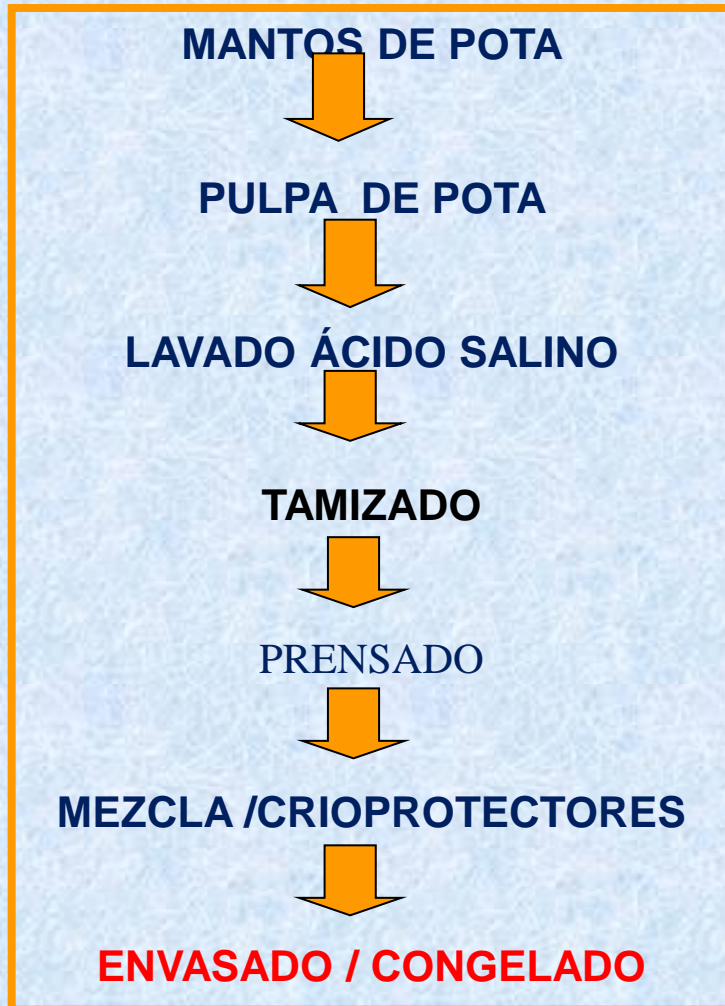 MANTOS DE POTA
PULPA DE POTA
LAVADO ÁCIDO SALINO
TAMIZADO
PRENSADO
MEZCLA /CRIOPROTECTORES
ENVASADO / CONGELADO